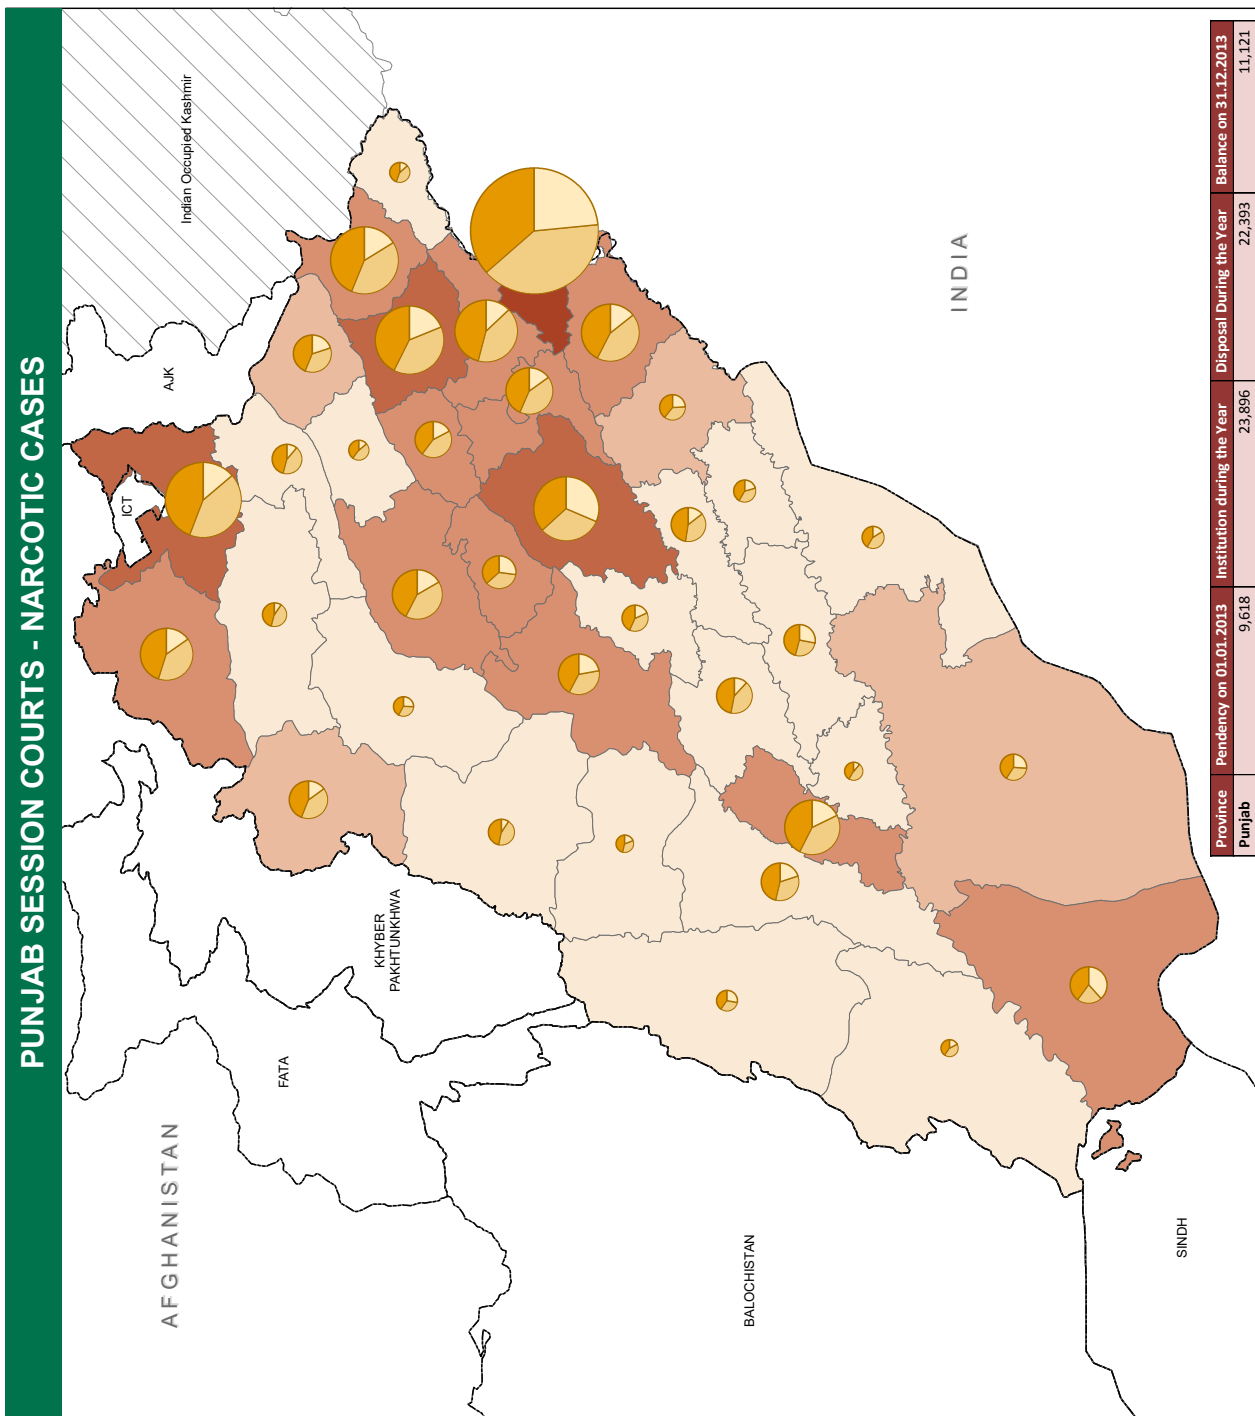 PUNJAB SESSION COURTS - NARCOTIC CASES
AFGHANISTAN
FATA
KHYBER
PAKHTUNKHWA
ICT
AJK
Indian Occupied Kashmir
BALOCHISTAN
INDIA
SINDH
Province Pendency on 01.01.2013 Institution during the Year Disposal During the Year Balance on 31.12.2013
Punjab 9,618 23,896 22,393 11,121